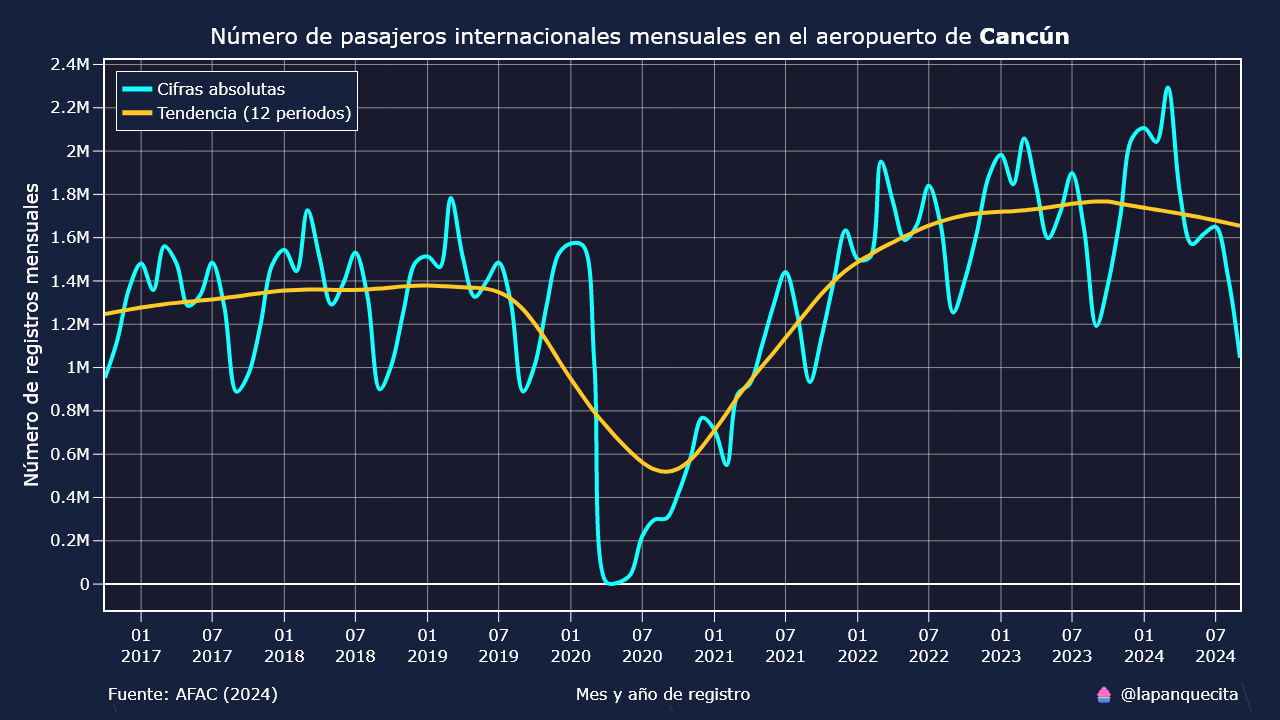 Número de pasajeros internacionales mensuales en el aeropuerto de Cancún
Cifras absolutas
Tendencia (12 periodos)
Número de registros mensuales
2.4M
2.2M
2M
1.8M
1.6M
1.4M
1.2M
1M
0.8M
0.6M
0.4M
0.2M
0
01 07 01 07 01 07 01 07 01 07 01 07 01 07 01 07
2017 2017 2018 2018 2019 2019 2020 2020 2021 2021 2022 2022 2023 2023 2024 2024
Fuente: AFAC (2024) Mes y año de registro @lapanquecita